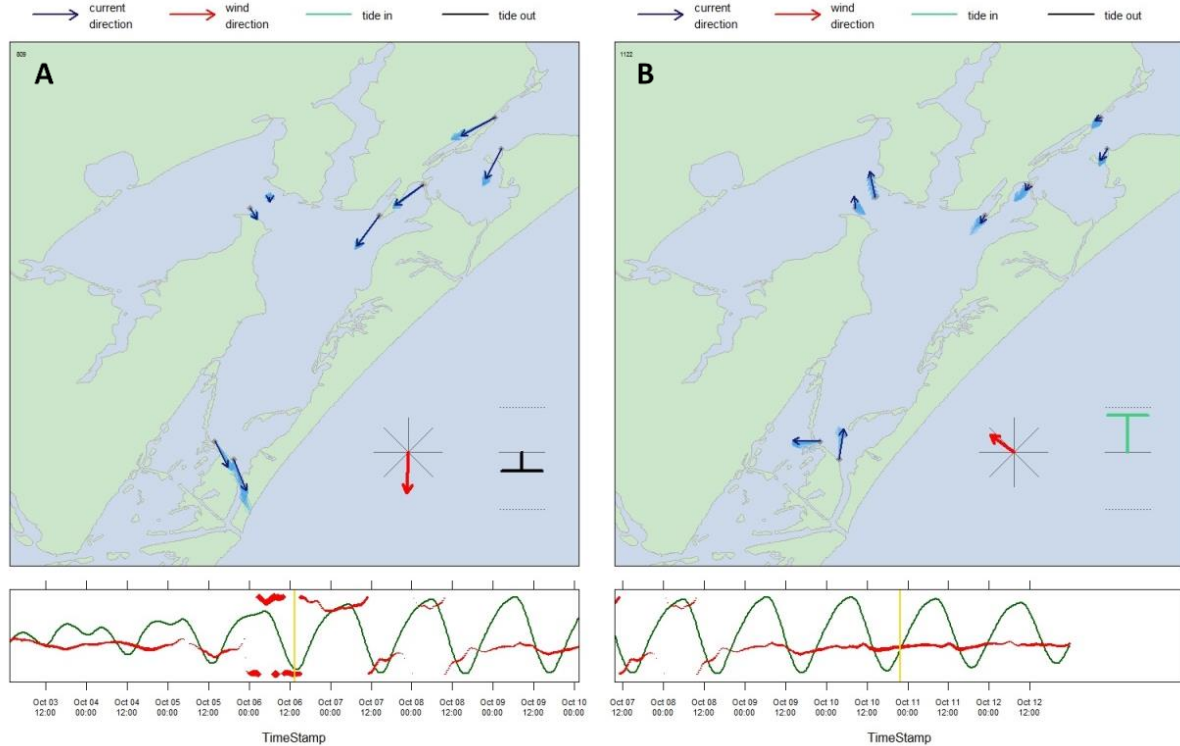 current direction wind direction tide in tide out
current direction wind direction tide in tide out
809
A
1122
B
Oct 03 12:00 Oct 04 00:00 Oct 04 12:00 Oct 05 00:00 Oct 05 12:00 Oct 06 00:00 Oct 06 12:00 Oct 07 00:00 Oct 07 12:00 Oct 08 00:00 Oct 08 12:00 Oct 09 00:00 Oct 09 12:00 Oct 10 00:00
TimeStamp
Oct 07 12:00 Oct 08 00:00 Oct 08 12:00 Oct 09 00:00 Oct 09 12:00 Oct 10 00:00 Oct 10 12:00 Oct 11 00:00 Oct 11 12:00 Oct 12 00:00 Oct 12 12:00
TimeStamp